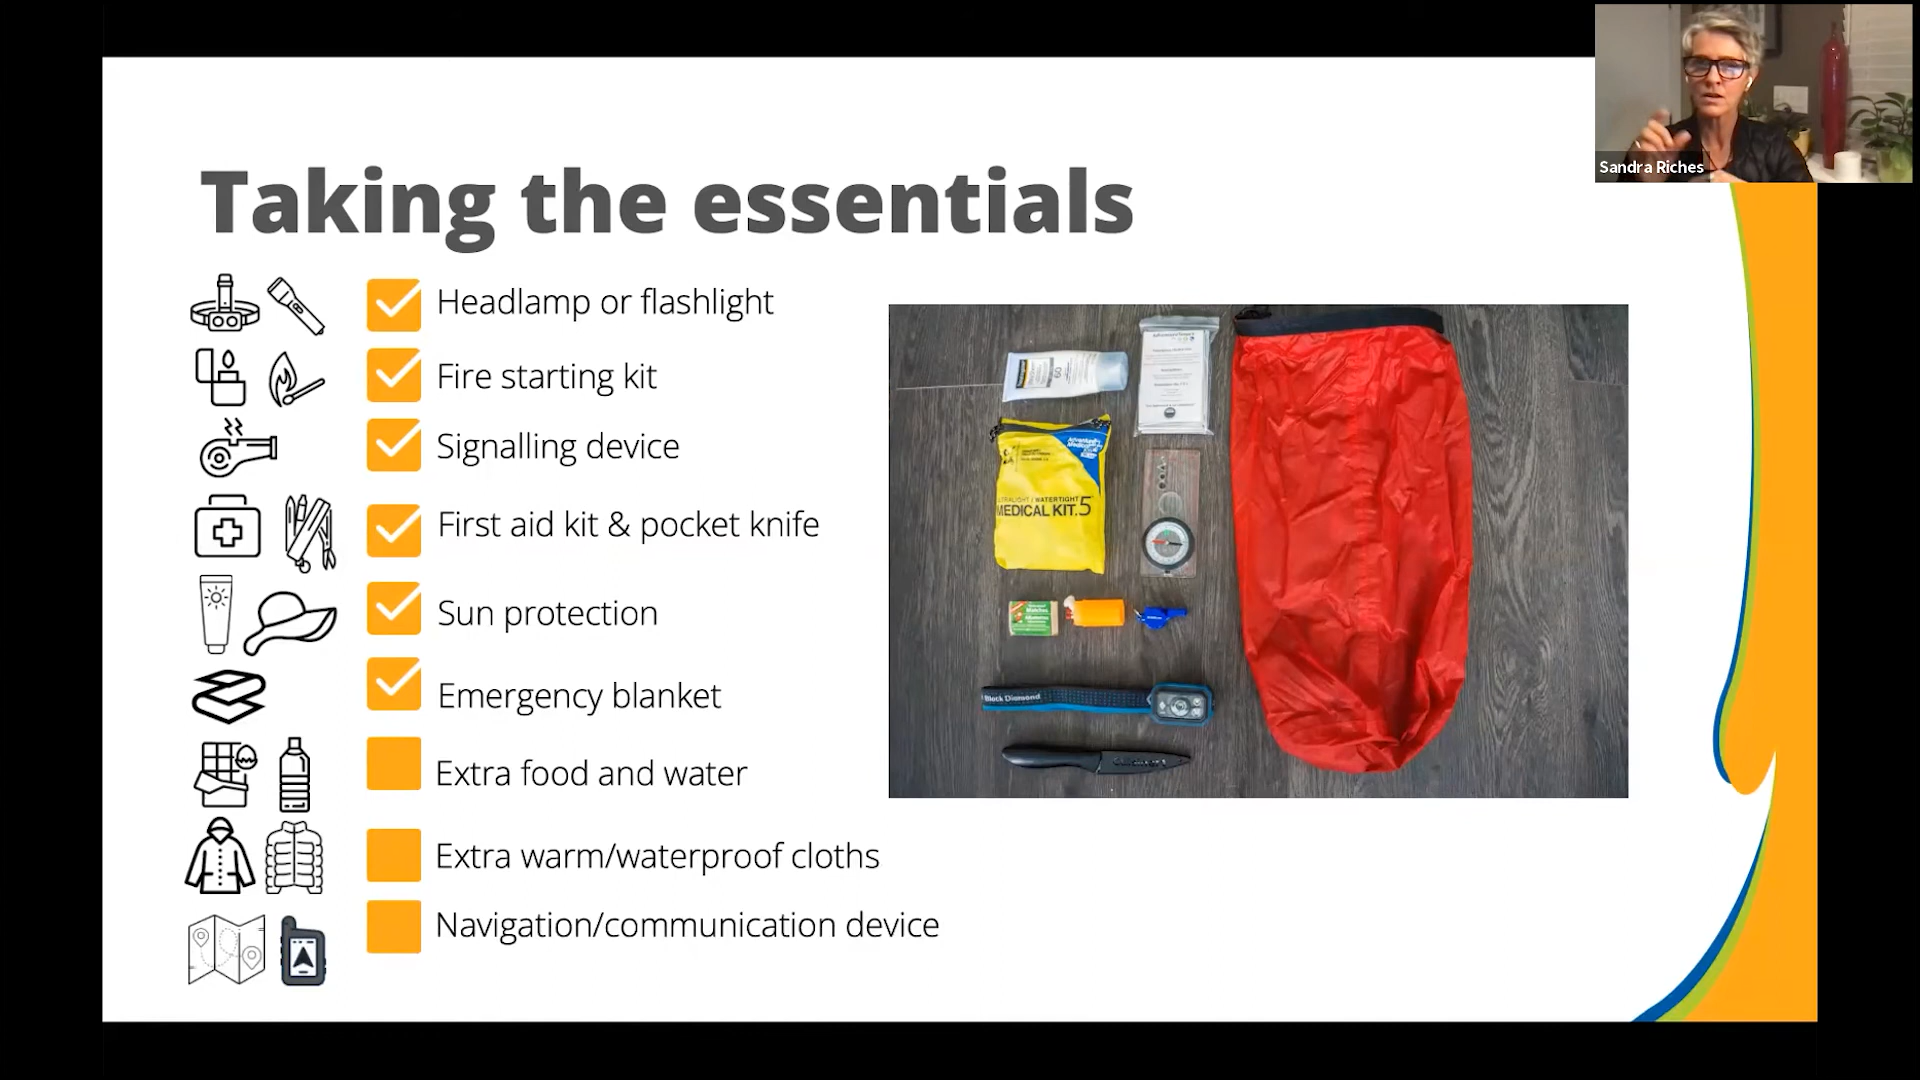 Sandra Riches
Taking the essentials
Headlamp or flashlight
Fire starting kit
Signalling device
First aid kit & pocket knife
Sun protection
Emergency blanket
Extra food and water
Extra warm/waterproof cloths
Navigation/communication device
60
ULTRALIGHT / WATERTIGHT
MEDICAL KIT.5
Matches
Black Diamond